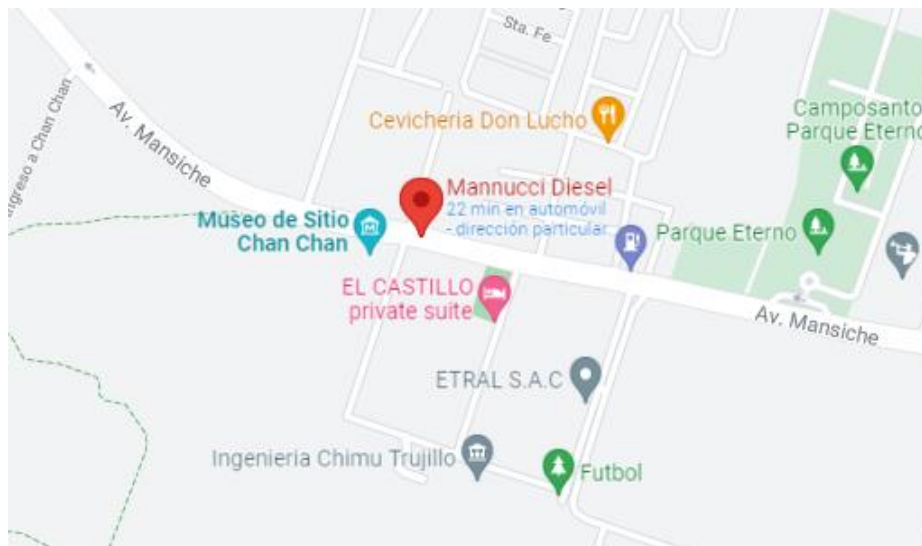 Sta. Fe
Ingreso a Chan Chan
Av. Mansiche
Cevicheria Don Lucho
Camposanto
Parque Eterno
Mannucci Diesel
22 min en automóvil
- dirección particular
Museo de Sitio
Chan Chan
Parque Eterno
EL CASTILLO
private suite
Av. Mansiche
ETRAL S.A.C
Ingenieria Chimu Trujillo
Futbol